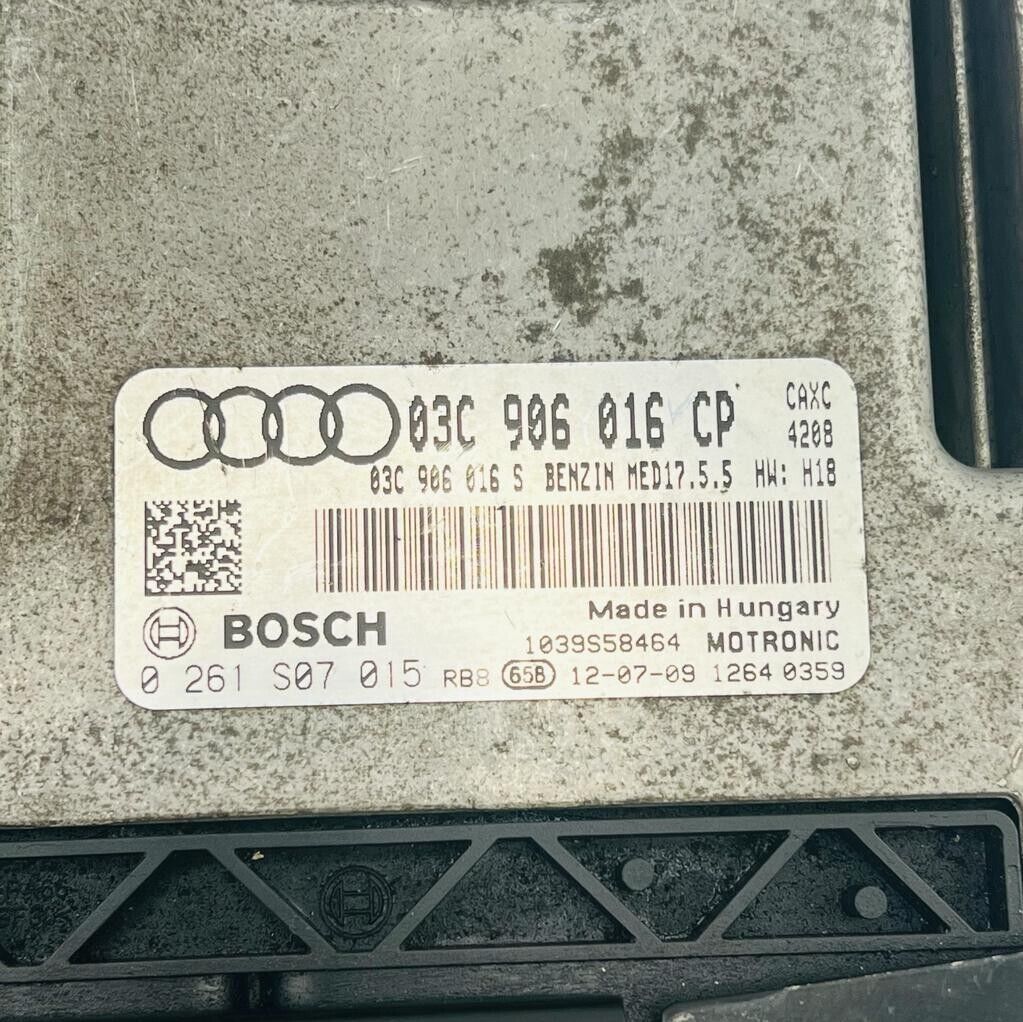 03C 906 016 CP CAXC
4208
03C 906 016 S BENZIN MED17.5.5 HW: H18
BOSCH
Made in Hungary
1039S58464 MOTRONIC
0 261 S07 015 RB8 65B 12-07-09 1264 0359